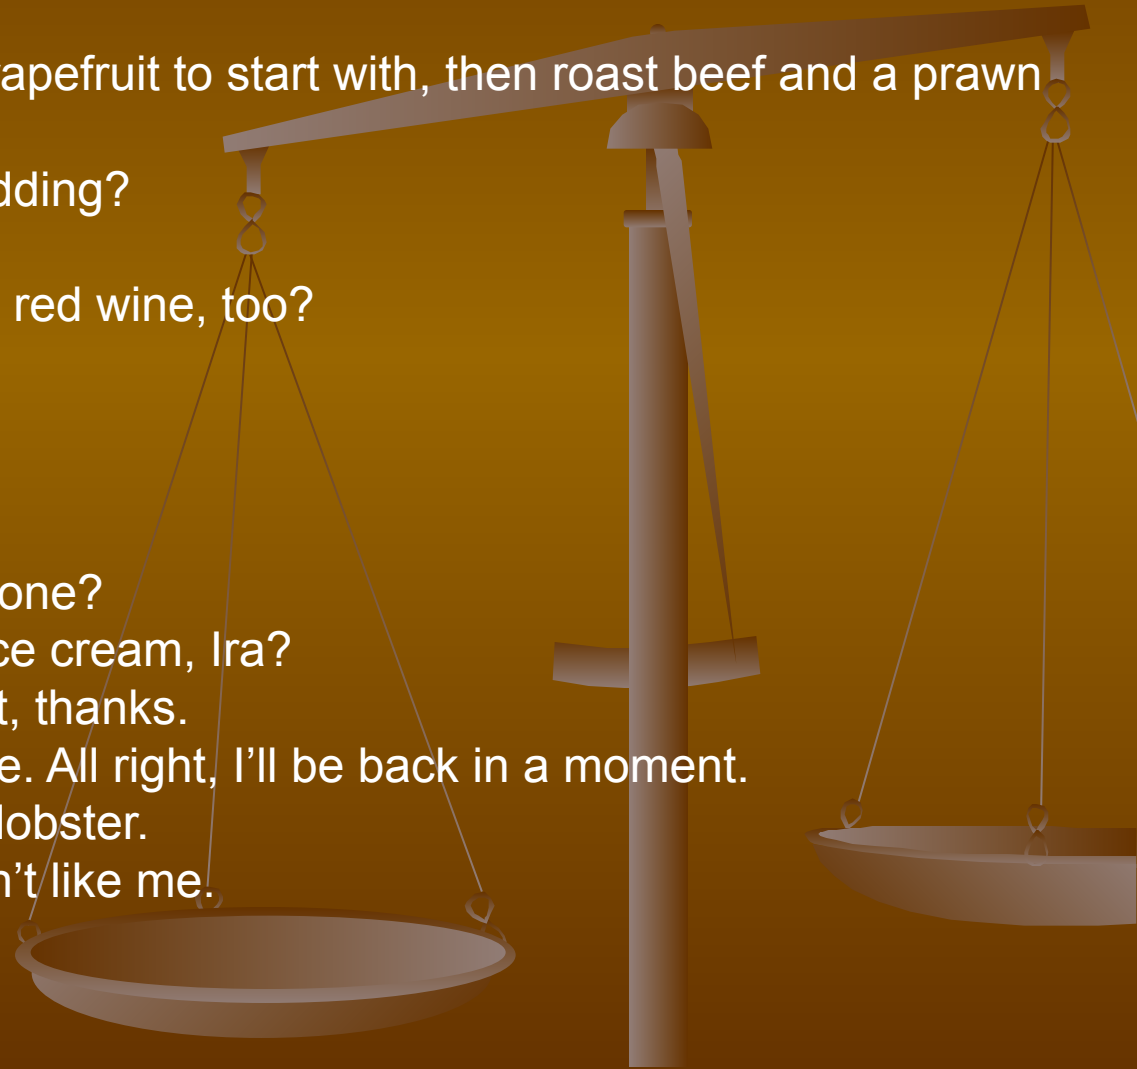 rapefruit to start with, then roast beef and a prawn
dding?
red wine, too?
one?
ce cream, Ira?
t, thanks.
e. All right, I’ll be back in a moment.
lobster.
n’t like me.